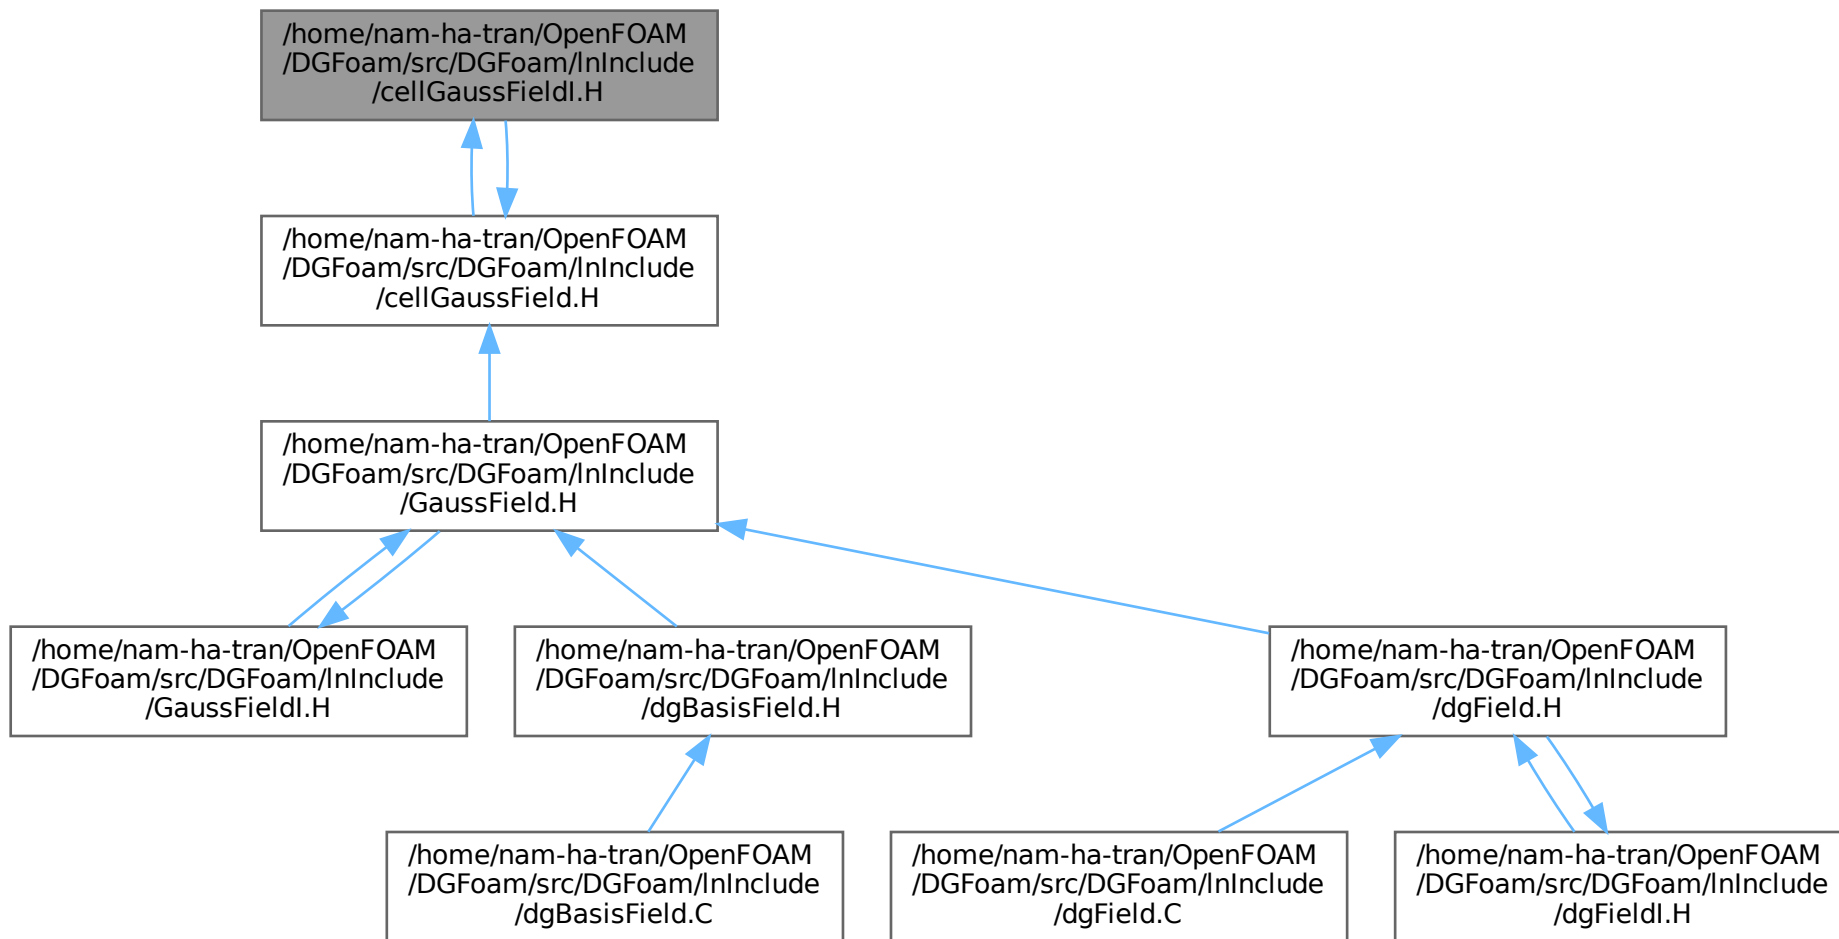 /home/nam-ha-tran/OpenFOAM
/DGFoam/src/DGFoam/lnInclude
/cellGaussFieldI.H
/home/nam-ha-tran/OpenFOAM
/DGFoam/src/DGFoam/lnInclude
/cellGaussField.H
/home/nam-ha-tran/OpenFOAM
/DGFoam/src/DGFoam/lnInclude
/GaussField.H
/home/nam-ha-tran/OpenFOAM
/DGFoam/src/DGFoam/lnInclude
/GaussFieldI.H
/home/nam-ha-tran/OpenFOAM
/DGFoam/src/DGFoam/lnInclude
/dgBasisField.H
/home/nam-ha-tran/OpenFOAM
/DGFoam/src/DGFoam/lnInclude
/dgField.H
/home/nam-ha-tran/OpenFOAM
/DGFoam/src/DGFoam/lnInclude
/dgBasisField.C
/home/nam-ha-tran/OpenFOAM
/DGFoam/src/DGFoam/lnInclude
/dgField.C
/home/nam-ha-tran/OpenFOAM
/DGFoam/src/DGFoam/lnInclude
/dgFieldI.H